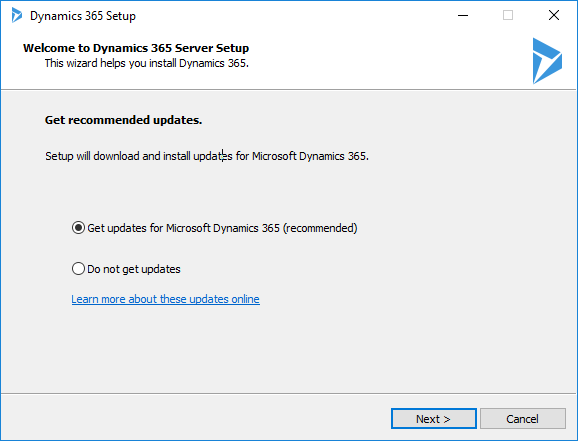 Dynamics 365 Setup
Welcome to Dynamics 365 Server Setup
This wizard helps you install Dynamics 365.
Get recommended updates.
Setup will download and install updates for Microsoft Dynamics 365.
Get updates for Microsoft Dynamics 365 (recommended)
Do not get updates
Learn more about these updates online
Next >
Cancel